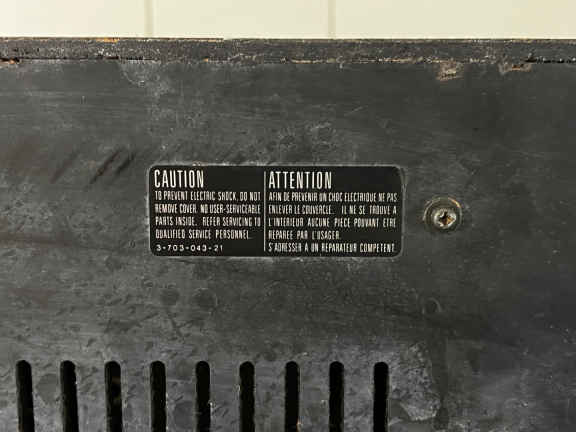 CAUTION
TO PREVENT ELECTRIC SHOCK, DO NOT
REMOVE COVER. NO USER-SERVICEABLE
PARTS INSIDE. REFER SERVICING TO
QUALIFIED SERVICE PERSONNEL.
3-703-043-21
ATTENTION
AFIN DE PREVENIR UN CHOC ELECTRIQUE NE PAS
ENLEVER LE COUVERCLE. IL NE SE TROUVE A
L'INTERIEUR AUCUNE PIECE POUVANT ETRE
REPAREE PAR L'USAGER.
S'ADRESSER A UN REPARATEUR COMPETENT.